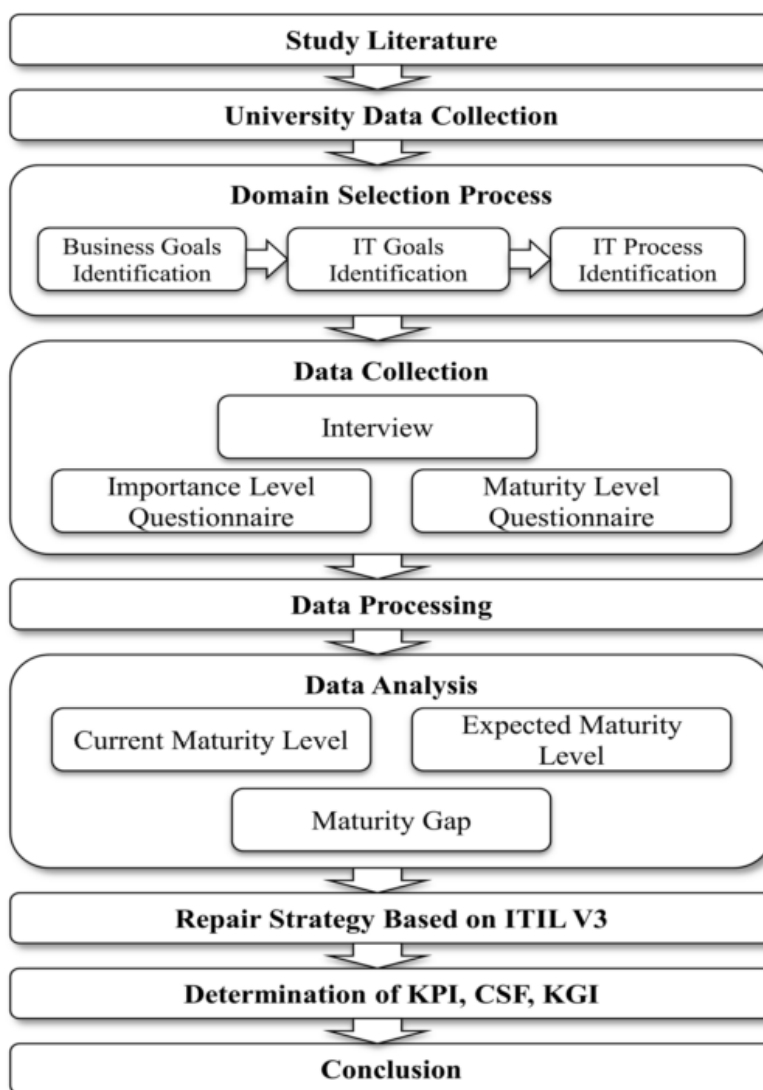 Study Literature
University Data Collection
Domain Selection Process
Business Goals
Identification
IT Goals
Identification
IT Process
Identification
Data Collection
Interview
Importance Level
Questionnaire
Maturity Level
Questionnaire
Data Processing
Data Analysis
Current Maturity Level
Expected Maturity
Level
Maturity Gap
Repair Strategy Based on ITIL V3
Determination of KPI, CSF, KGI
Conclusion